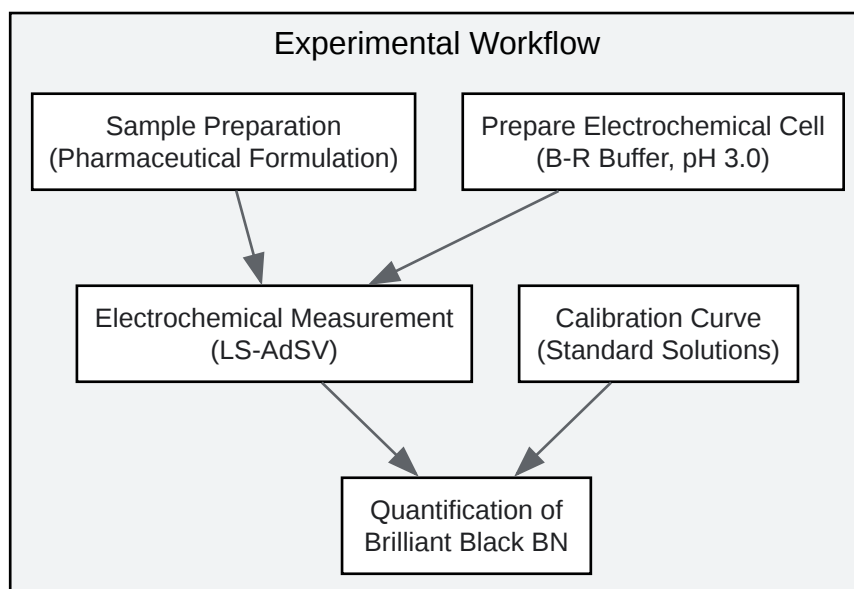 Experimental Workflow
Sample Preparation
(Pharmaceutical Formulation)
Prepare Electrochemical Cell
(B-R Buffer, pH 3.0)
Electrochemical Measurement
(LS-AdSV)
Calibration Curve
(Standard Solutions)
Quantification of
Brilliant Black BN